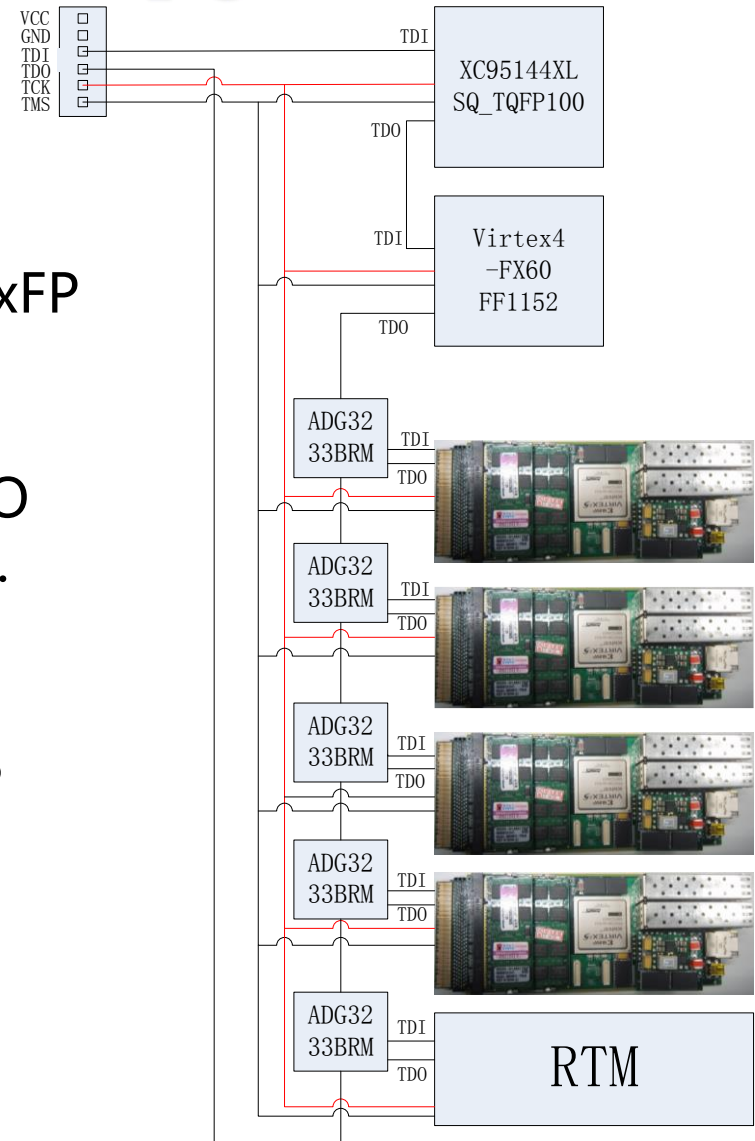 VCC
GND
TDI
TDO
TCK
TMS
TDI
XC95144XL
SQ_TQFP100
TDO
TDI
Virtex4
-FX60
FF1152
TDO
xFP
O
.
ADG32
33BRM
TDI
TDO
ADG32
33BRM
TDI
TDO
ADG32
33BRM
TDI
TDO
ADG32
33BRM
TDI
TDO
ADG32
33BRM
TDI
TDO
RTM